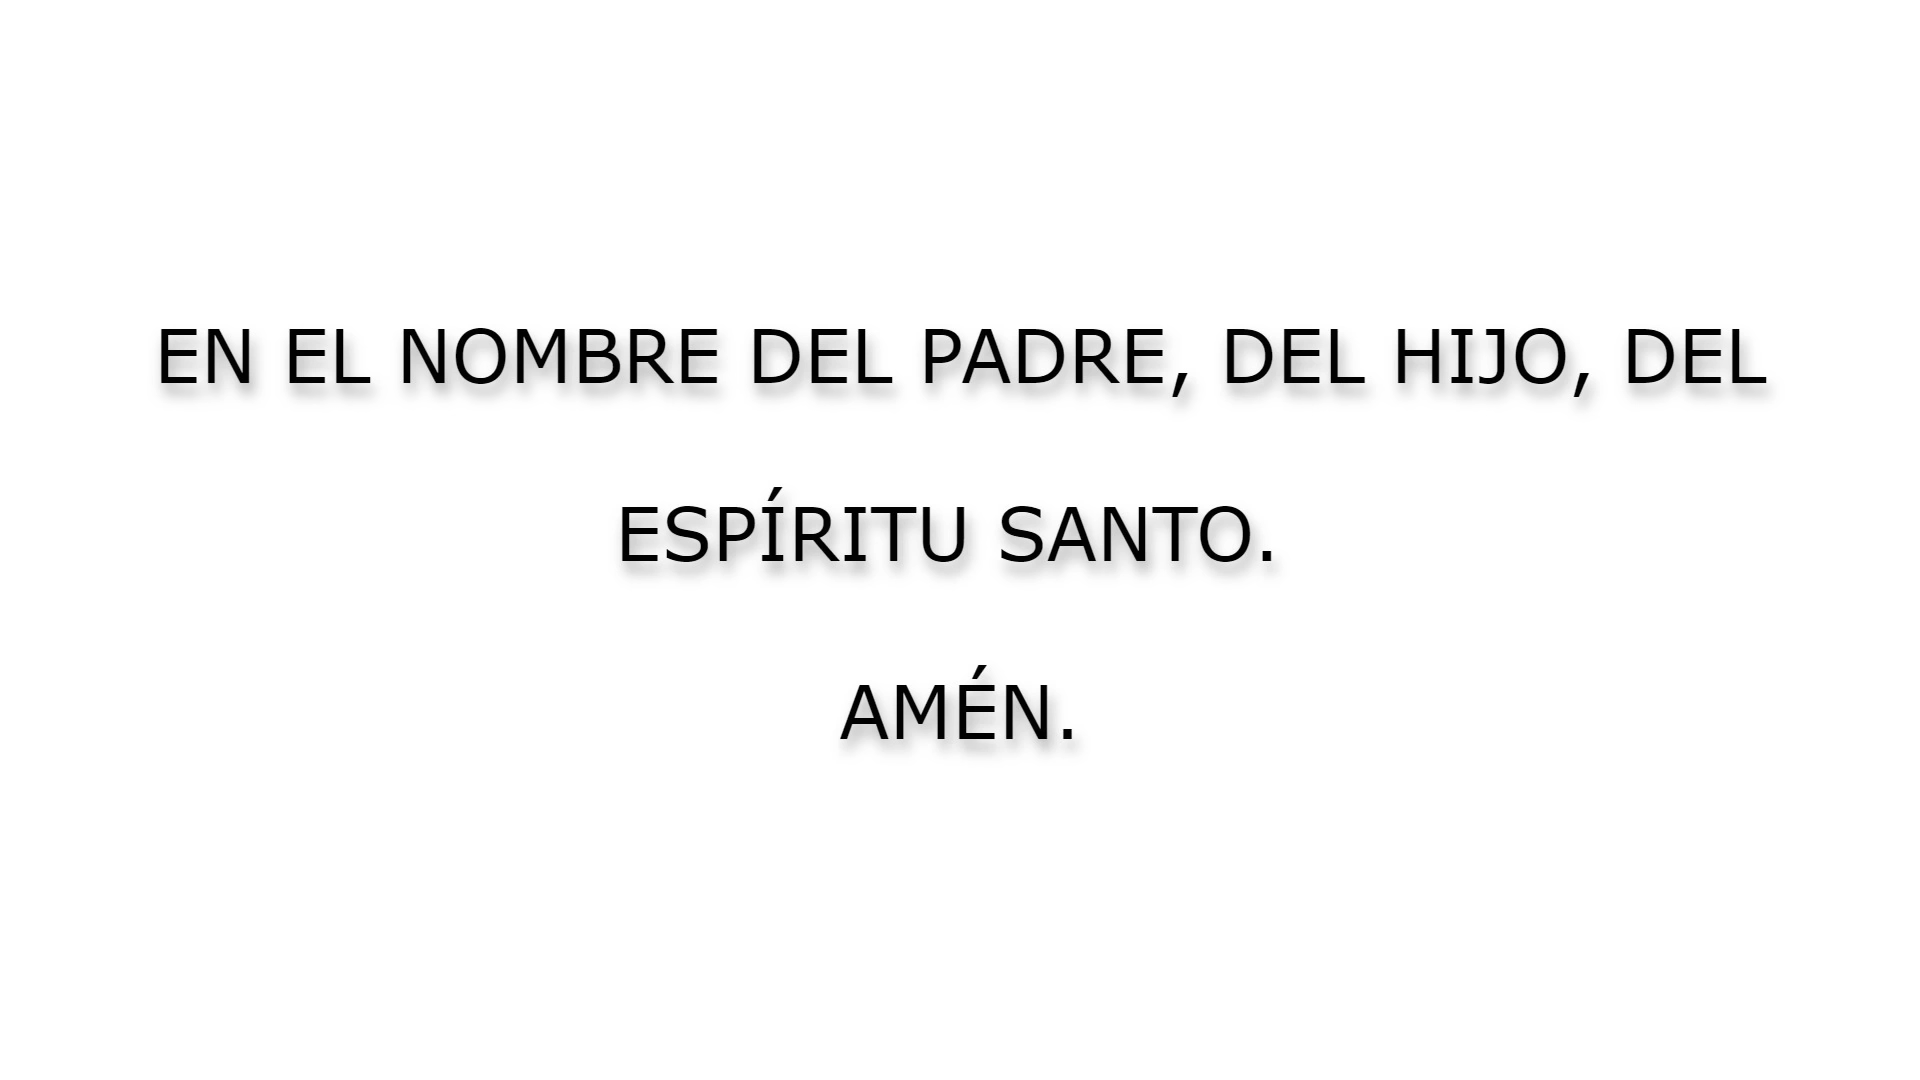 EN EL NOMBRE DEL PADRE, DEL HIJO, DEL
ESPÍRITU SANTO.
AMÉN.